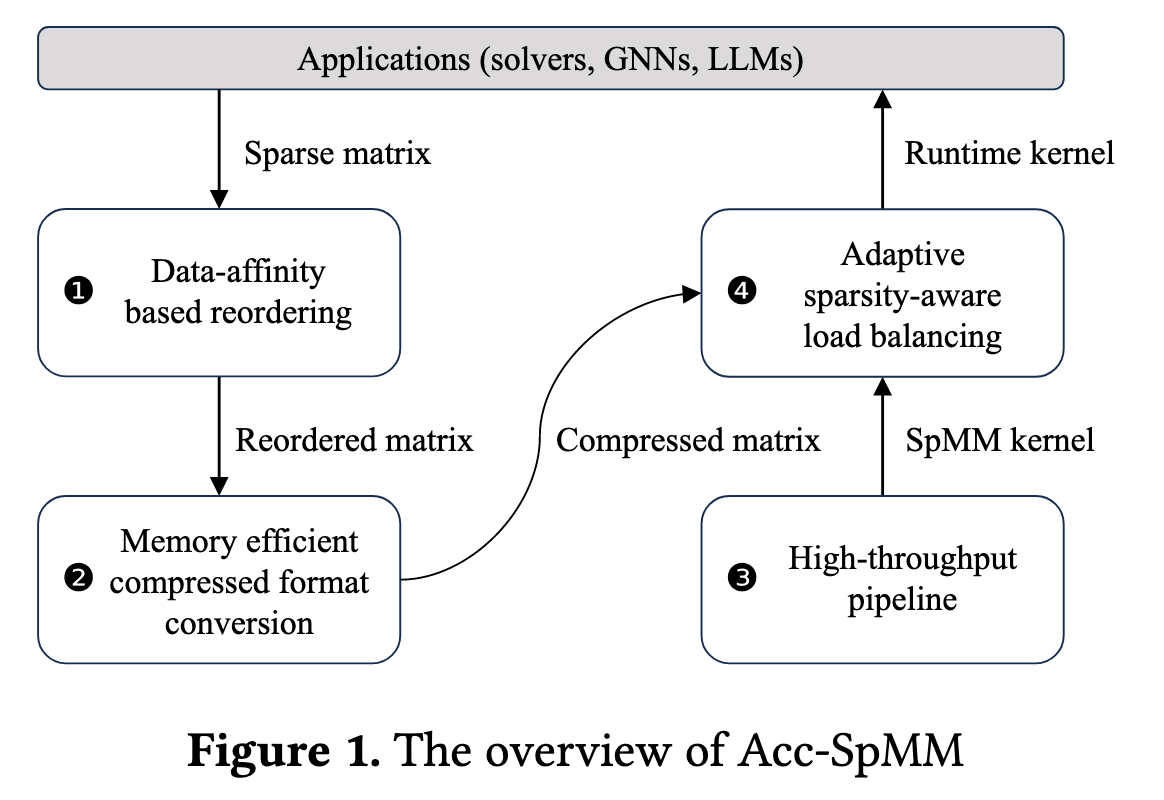 Applications (solvers, GNNs, LLMs)
Sparse matrix
Runtime kernel
❶
Data-affinity
based reordering
❹
Adaptive
sparsity-aware
load balancing
Reordered matrix
Compressed matrix
SpMM kernel
❷
Memory efficient
compressed format
conversion
❸
High-throughput
pipeline
Figure 1. The overview of Acc-SpMM